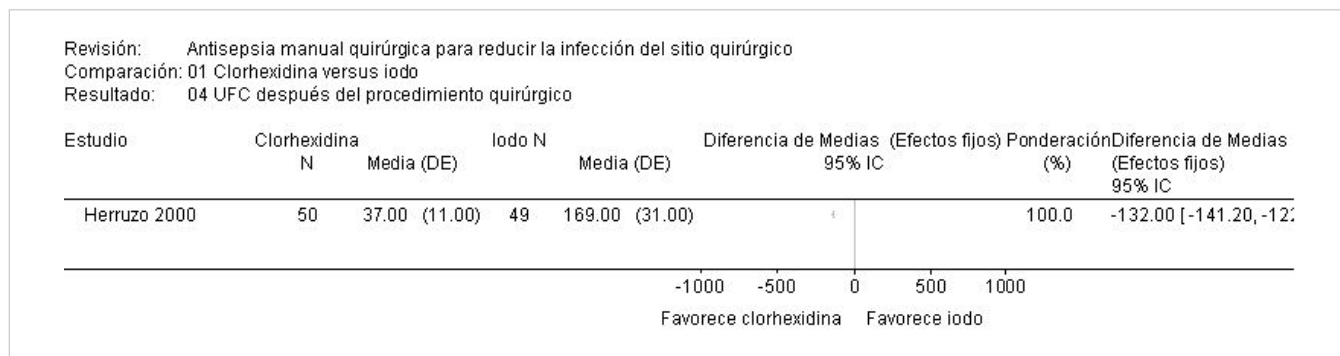 Revisión: Antisepsia manual quirúrgica para reducir la infección del sitio quirúrgico
Comparación: 01 Clorhexidina versus iodo
Resultado: 04 UFC después del procedimiento quirúrgico
Estudio Clorhexidina Iodo N Diferencia de Medias (Efectos fijos) Ponderación Diferencia de Medias
N Media (DE) Media (DE) 95% IC (%) (Efectos fijos)
95% IC
Herruzo 2000 50 37.00 (11.00) 49 169.00 (31.00) 100.0 -132.00 [-141.20, -122
-1000 -500 0 500 1000
Favorece clorhexidina Favorece iodo